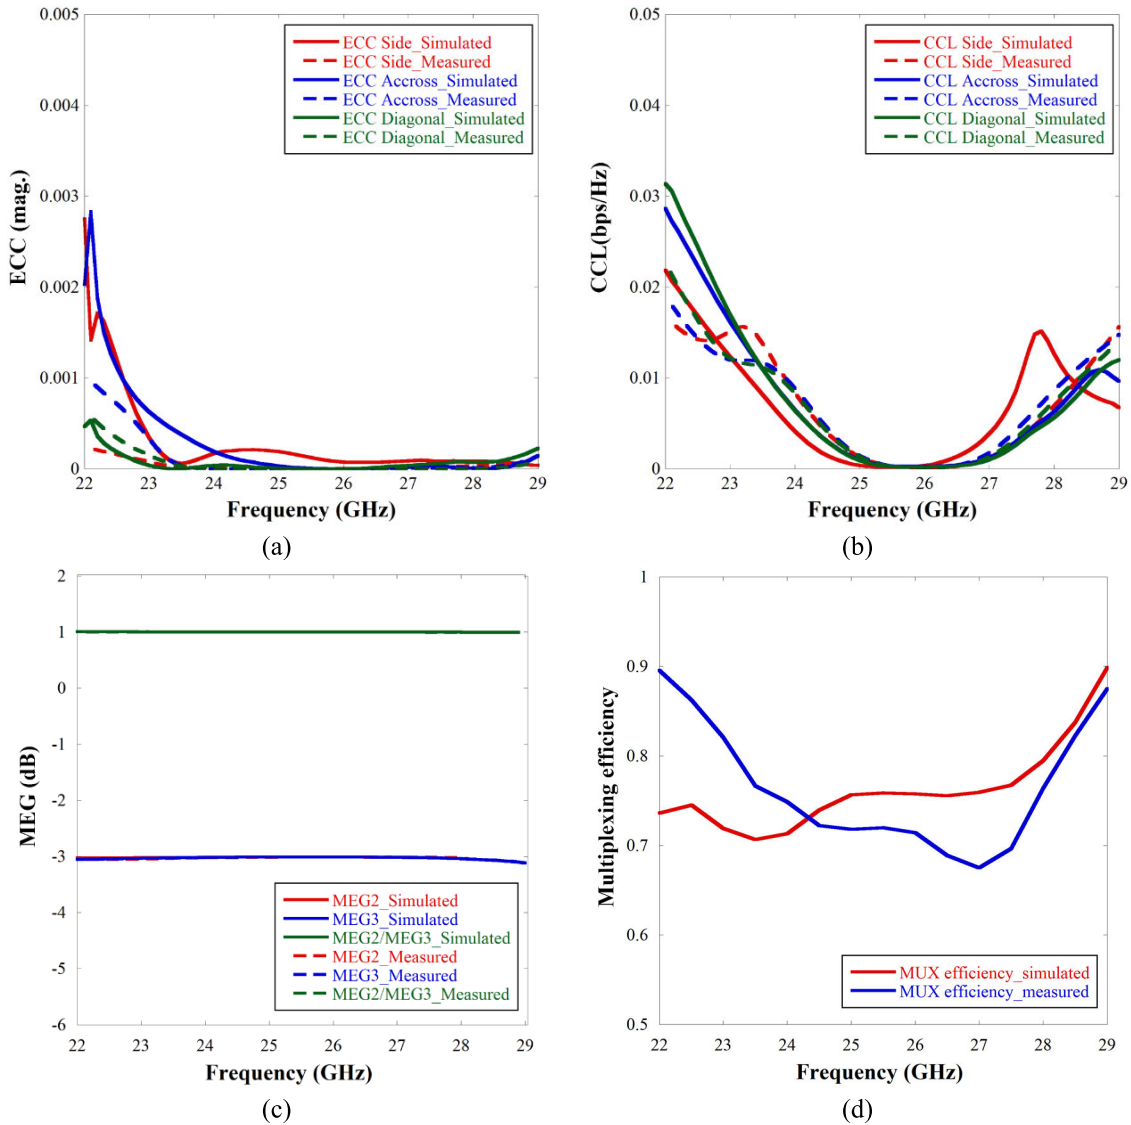 0.005
0.004
0.003
0.002
0.001
0
ECC (mag.)
ECC Side_Simulated
ECC Side_Measured
ECC Accross_Simulated
ECC Accross_Measured
ECC Diagonal_Simulated
ECC Diagonal_Measured
22 23 24 25 26 27 28 29
Frequency (GHz)
(a)
0.05
0.04
0.03
0.02
0.01
0
CCL(bps/Hz)
CCL Side_Simulated
CCL Side_Measured
CCL Accross_Simulated
CCL Accross_Measured
CCL Diagonal_Simulated
CCL Diagonal_Measured
22 23 24 25 26 27 28 29
Frequency (GHz)
(b)
2
1
0
-1
-2
-3
-4
-5
-6
MEG (dB)
MEG2_Simulated
MEG3_Simulated
MEG2/MEG3_Simulated
MEG2_Measured
MEG3_Measured
MEG2/MEG3_Measured
22 23 24 25 26 27 28 29
Frequency (GHz)
(c)
1
0.9
0.8
0.7
0.6
0.5
Multiplexing efficiency
MUX efficiency_simulated
MUX efficiency_measured
22 23 24 25 26 27 28 29
Frequency (GHz)
(d)